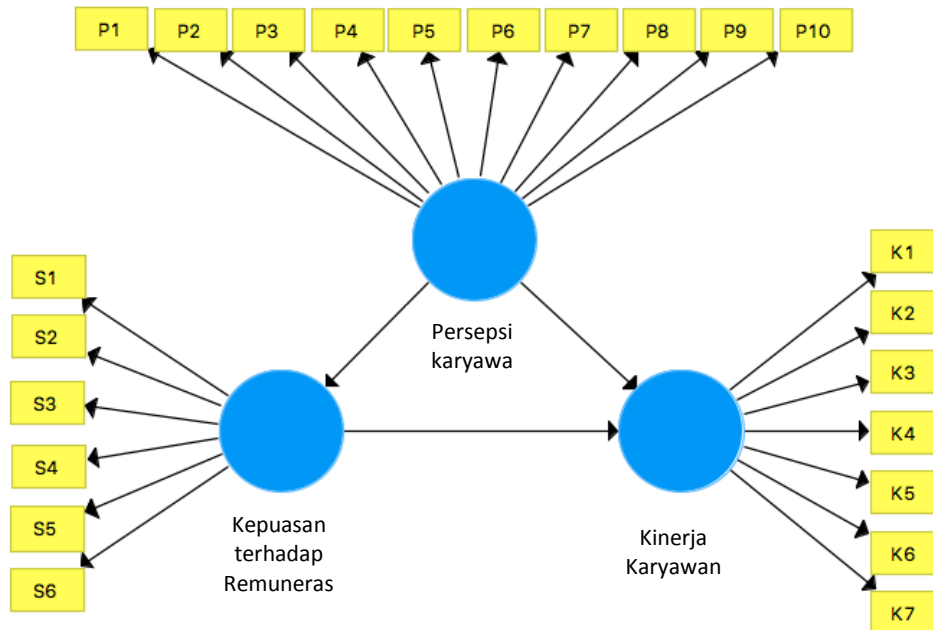 P1 P2 P3 P4 P5 P6 P7 P8 P9 P10
Persepsi
karyawa
S1
S2
S3
S4
S5
S6
Kepuasan
terhadap
Remuneras
K1
K2
K3
K4
K5
K6
K7
Kinerja
Karyawan